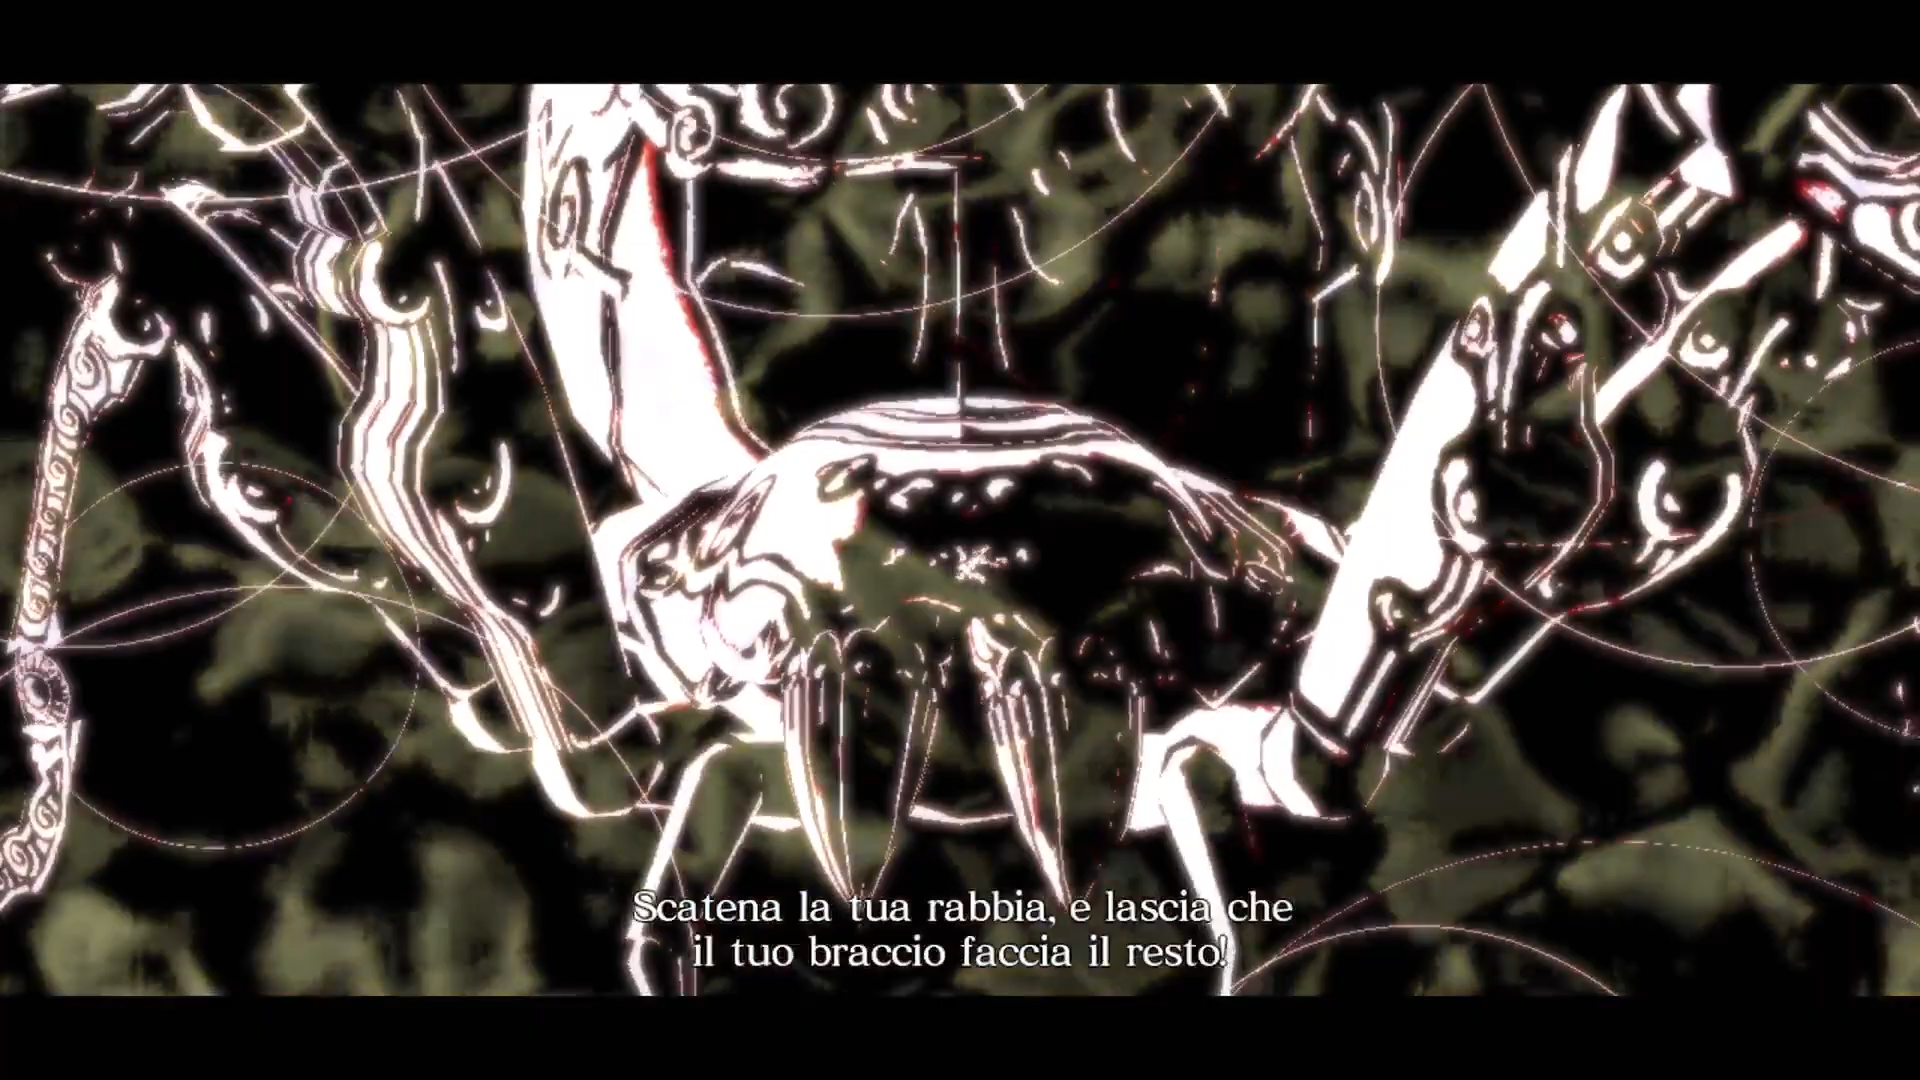 Scatena la tua rabbia, e lascia che
il tuo braccio faccia il resto!